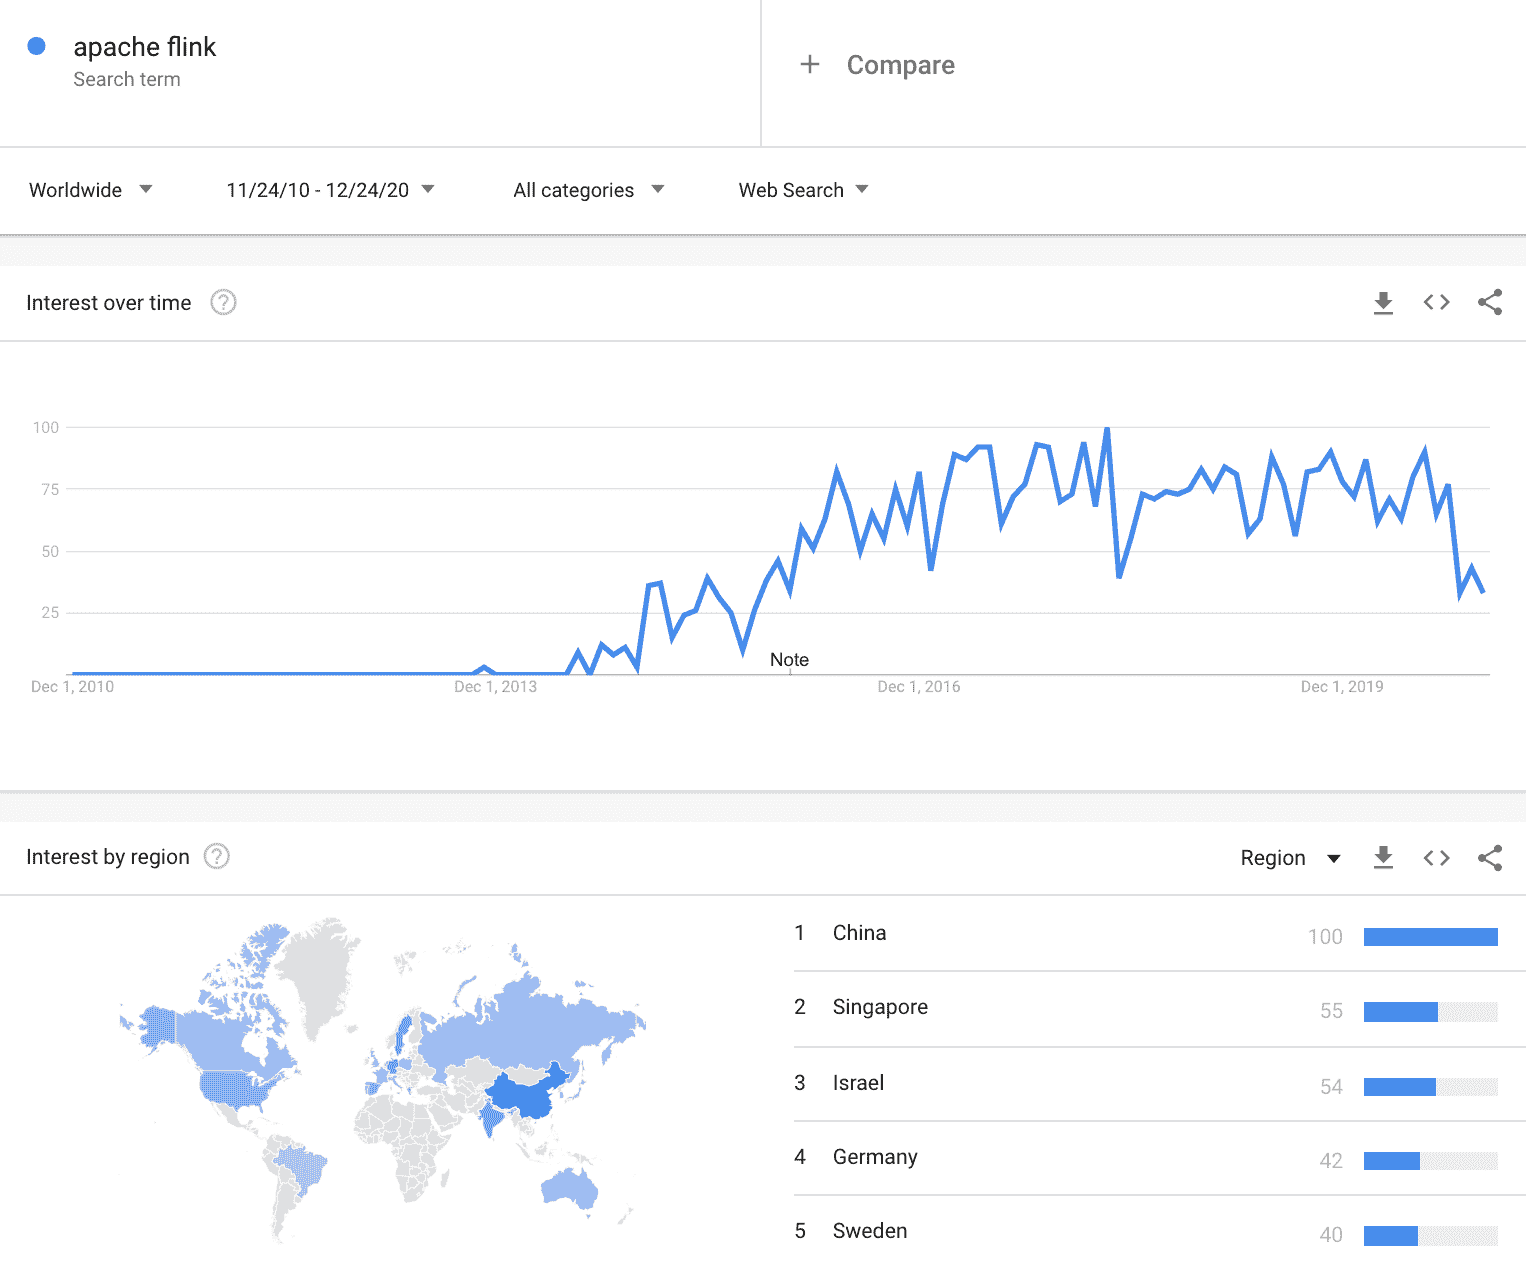 apache flink
Search term
+ Compare
Worldwide
11/24/10 - 12/24/20
All categories
Web Search
Interest over time ?
100
75
50
25
Note
Dec 1, 2010
Dec 1, 2013
Dec 1, 2016
Dec 1, 2019
Interest by region ?
Region
1 China 100
2 Singapore 55
3 Israel 54
4 Germany 42
5 Sweden 40